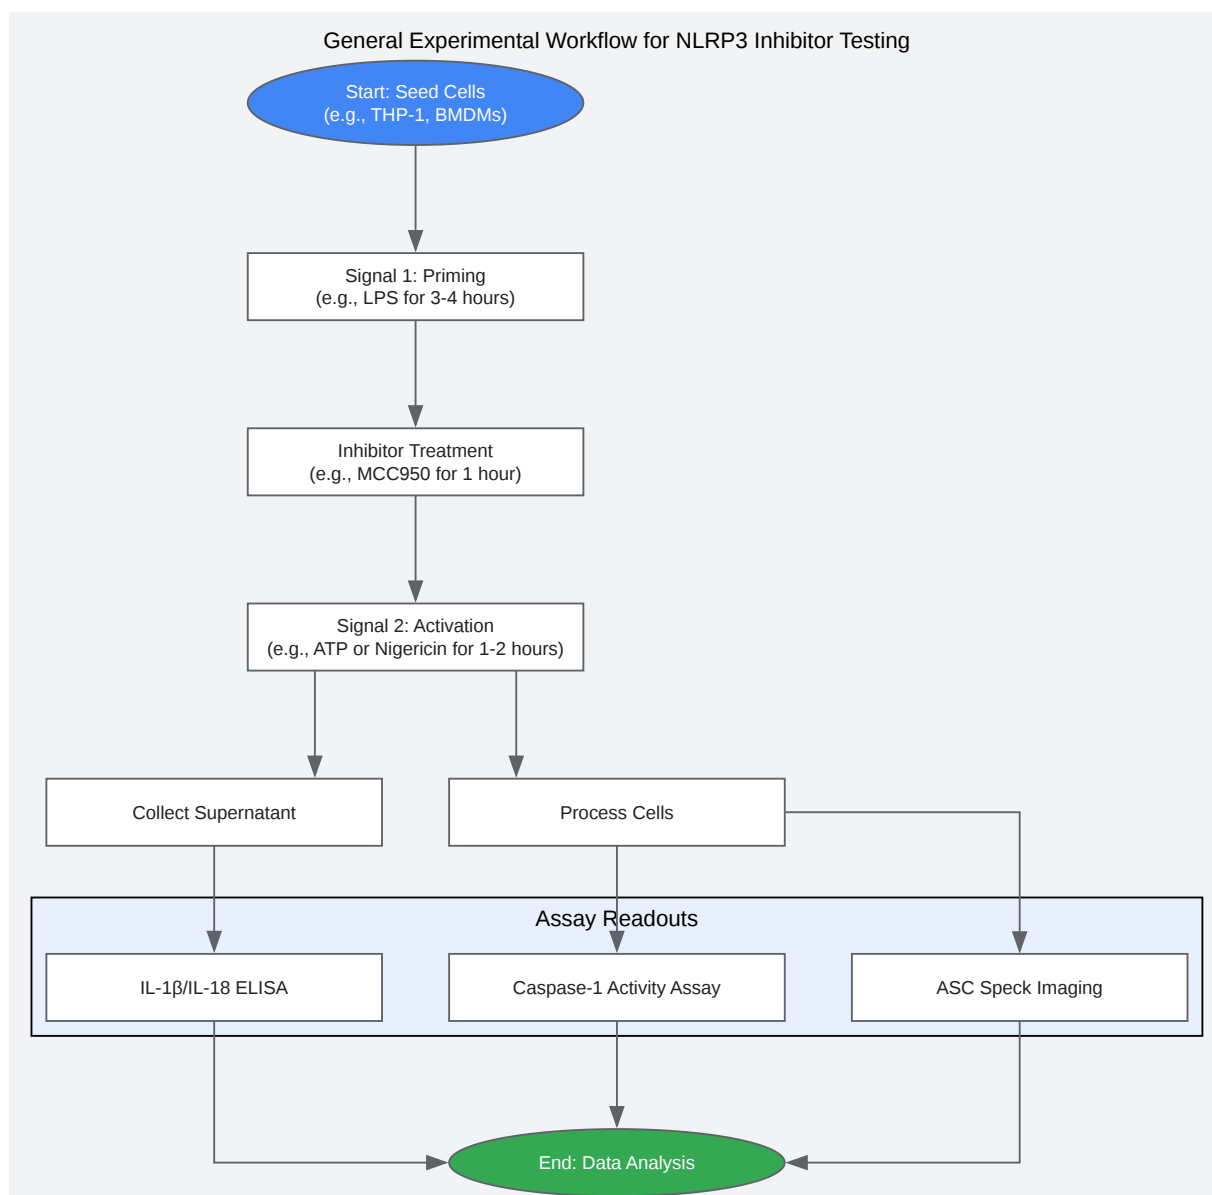 General Experimental Workflow for NLRP3 Inhibitor Testing
Start: Seed Cells
(e.g., THP-1, BMDMs)
Signal 1: Priming
(e.g., LPS for 3-4 hours)
Inhibitor Treatment
(e.g., MCC950 for 1 hour)
Signal 2: Activation
(e.g., ATP or Nigericin for 1-2 hours)
Collect Supernatant
Process Cells
Assay Readouts
IL-1β/IL-18 ELISA
Caspase-1 Activity Assay
ASC Speck Imaging
End: Data Analysis